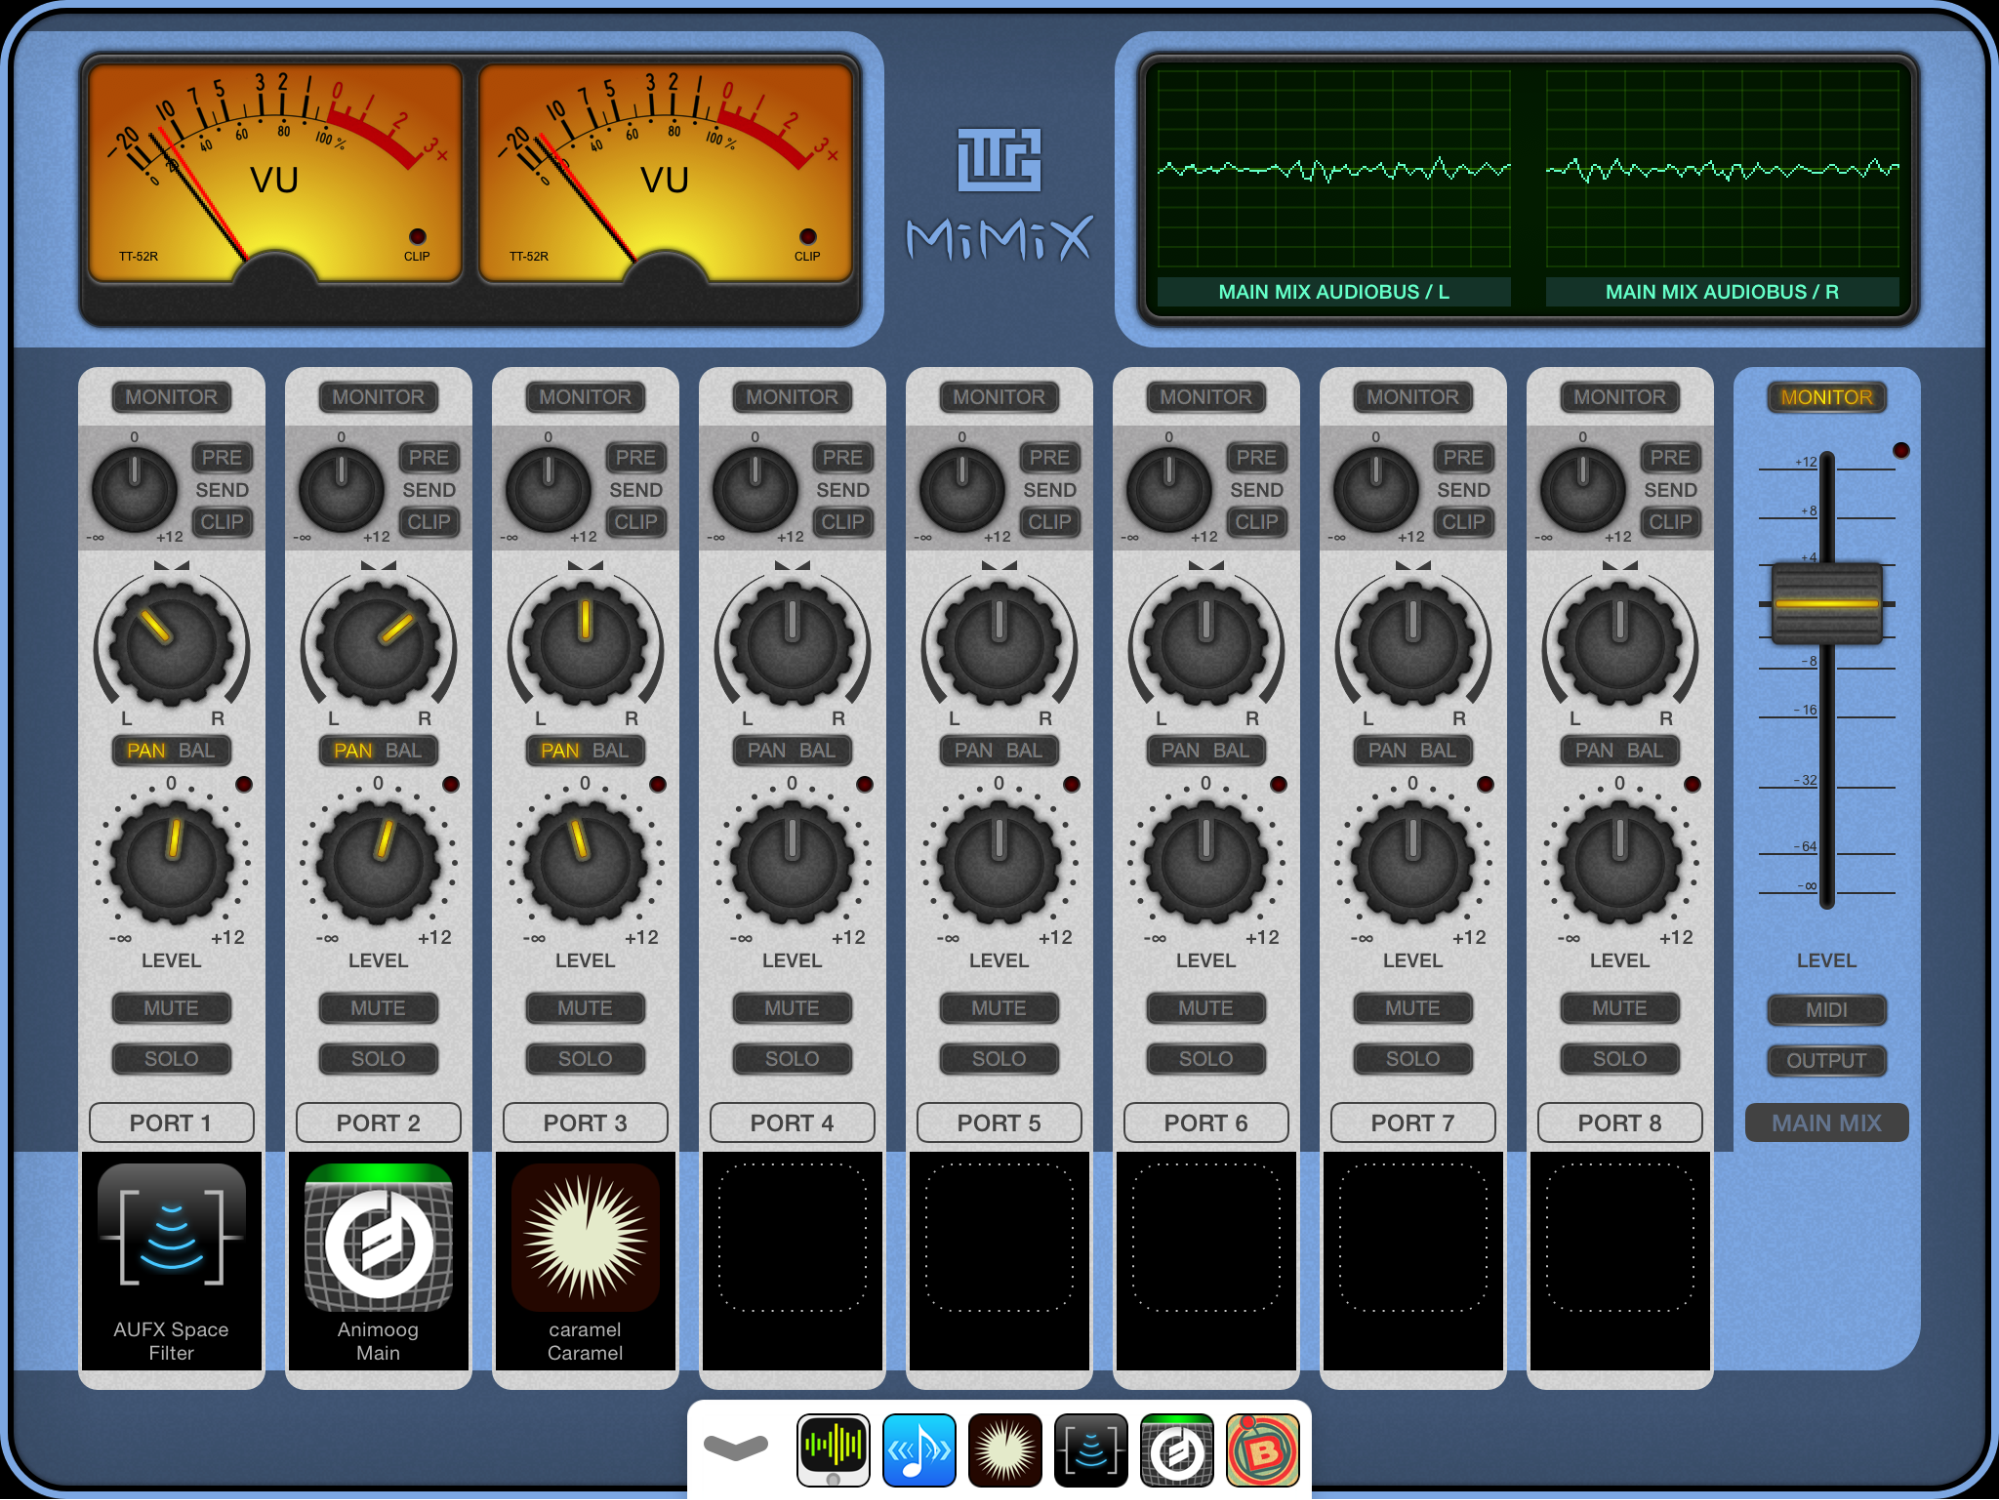 -20 10 7 5 3 2 1 0 1 2 3+
0 20 40 60 80 100 %
VU
TT-52R
CLIP
-20 10 7 5 3 2 1 0 1 2 3+
0 40 60 80 100 %
VU
TT-52R
CLIP
MiMiX
MAIN MIX AUDIOBUS / L
MAIN MIX AUDIOBUS / R
MONITOR MONITOR MONITOR MONITOR MONITOR MONITOR MONITOR MONITOR MONITOR
0 0 0 0 0 0 0 0
PRE PRE PRE PRE PRE PRE PRE PRE
SEND SEND SEND SEND SEND SEND SEND SEND
CLIP CLIP CLIP CLIP CLIP CLIP CLIP CLIP
-∞ +12 -∞ +12 -∞ +12 -∞ +12 -∞ +12 -∞ +12 -∞ +12 -∞ +12
L R L R L R L R L R L R L R L R
PAN BAL PAN BAL PAN BAL PAN BAL PAN BAL PAN BAL PAN BAL PAN BAL
0 0 0 0 0 0 0 0
-∞ +12 -∞ +12 -∞ +12 -∞ +12 -∞ +12 -∞ +12 -∞ +12 -∞ +12
+12
+8
+4
-8
-16
-32
-64
-∞
LEVEL LEVEL LEVEL LEVEL LEVEL LEVEL LEVEL LEVEL LEVEL
MUTE MUTE MUTE MUTE MUTE MUTE MUTE MUTE MIDI
SOLO SOLO SOLO SOLO SOLO SOLO SOLO SOLO OUTPUT
PORT 1 PORT 2 PORT 3 PORT 4 PORT 5 PORT 6 PORT 7 PORT 8 MAIN MIX
AUFX Space
Filter
Animoog
Main
caramel
Caramel
B